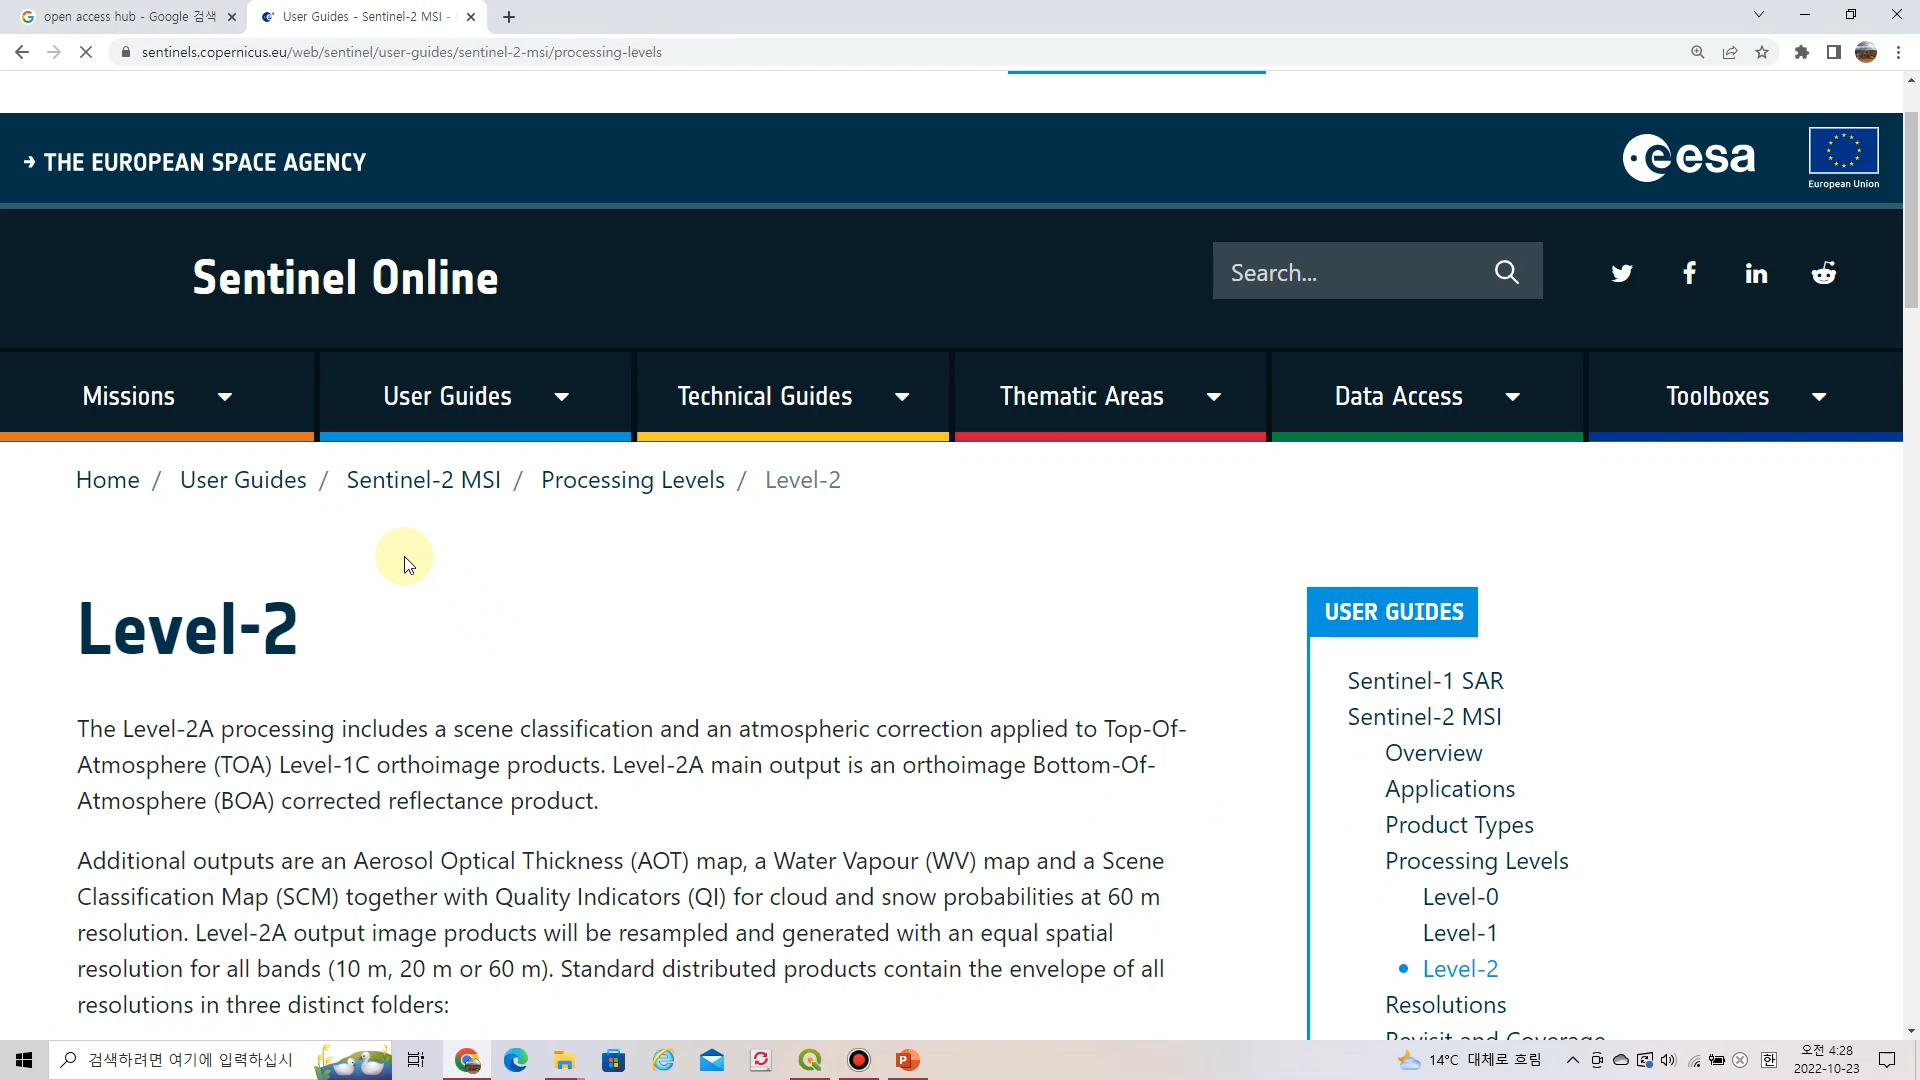 open access hub - Google 검색
User Guides - Sentinel-2 MSI -
sentinels.copernicus.eu/web/sentinel/user-guides/sentinel-2-msi/processing-levels
THE EUROPEAN SPACE AGENCY
esa
European Union
Sentinel Online
Search...
Missions
User Guides
Technical Guides
Thematic Areas
Data Access
Toolboxes
Home / User Guides / Sentinel-2 MSI / Processing Levels / Level-2
Level-2
The Level-2A processing includes a scene classification and an atmospheric correction applied to Top-Of-
Atmosphere (TOA) Level-1C orthoimage products. Level-2A main output is an orthoimage Bottom-Of-
Atmosphere (BOA) corrected reflectance product.
Additional outputs are an Aerosol Optical Thickness (AOT) map, a Water Vapour (WV) map and a Scene
Classification Map (SCM) together with Quality Indicators (QI) for cloud and snow probabilities at 60 m
resolution. Level-2A output image products will be resampled and generated with an equal spatial
resolution for all bands (10 m, 20 m or 60 m). Standard distributed products contain the envelope of all
resolutions in three distinct folders:
USER GUIDES
Sentinel-1 SAR
Sentinel-2 MSI
Overview
Applications
Product Types
Processing Levels
Level-0
Level-1
Level-2
Resolutions
Revisit and Coverage
검색하려면 여기에 입력하십시
14°C 대체로 흐림
한
오전 4:28
2022-10-23